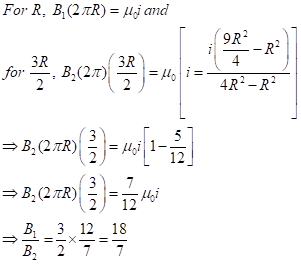 For R, B₁(2πR) = μ₀i and
for 3R/2, B₂(2π)(3R/2) = μ₀[i = i(9R²/4 − R²)/(4R² − R²)]
⇒ B₂(2πR)(3/2) = μ₀i[1 − 5/12]
⇒ B₂(2πR)(3/2) = 7/12 μ₀i
⇒ B₁/B₂ = 3/2 × 12/7 = 18/7